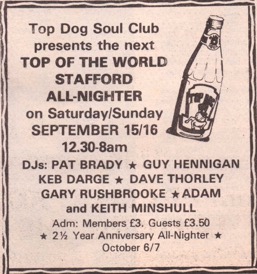 Top Dog Soul Club
presents the next
TOP OF THE WORLD
STAFFORD
ALL-NIGHTER
on Saturday/Sunday
SEPTEMBER 15/16
12.30-8am
DJs: PAT BRADY ★ GUY HENNIGAN
KEB DARGE ★ DAVE THORLEY
GARY RUSHBROOKE ★ ADAM
and KEITH MINSHULL
Adm: Members £3. Guests £3.50
★ 2½ Year Anniversary All-Nighter ★
October 6/7